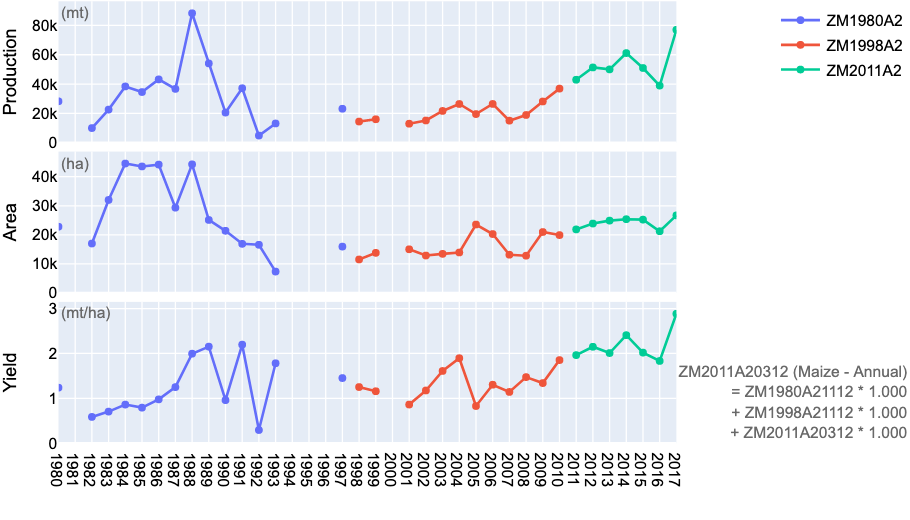 (mt)
Production
80k
60k
40k
20k
0
ZM1980A2
ZM1998A2
ZM2011A2
(ha)
Area
40k
30k
20k
10k
0
(mt/ha)
Yield
3
2
1
0
ZM2011A20312 (Maize - Annual)
= ZM1980A21112 * 1.000
+ ZM1998A21112 * 1.000
+ ZM2011A20312 * 1.000
1980
1981
1982
1983
1984
1985
1986
1987
1988
1989
1990
1991
1992
1993
1994
1995
1996
1997
1998
1999
2000
2001
2002
2003
2004
2005
2006
2007
2008
2009
2010
2011
2012
2013
2014
2015
2016
2017